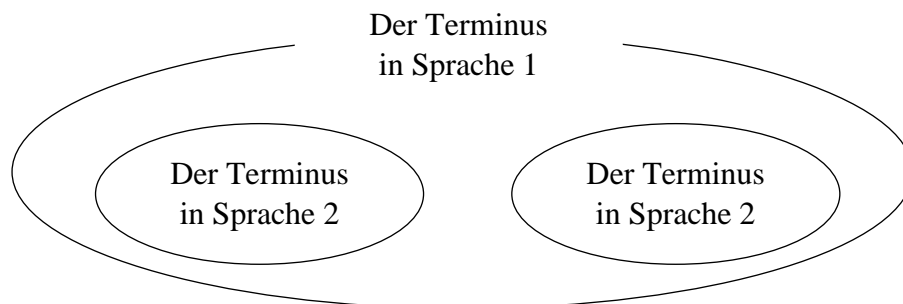 Der Terminus
in Sprache 1
Der Terminus
in Sprache 2
Der Terminus
in Sprache 2